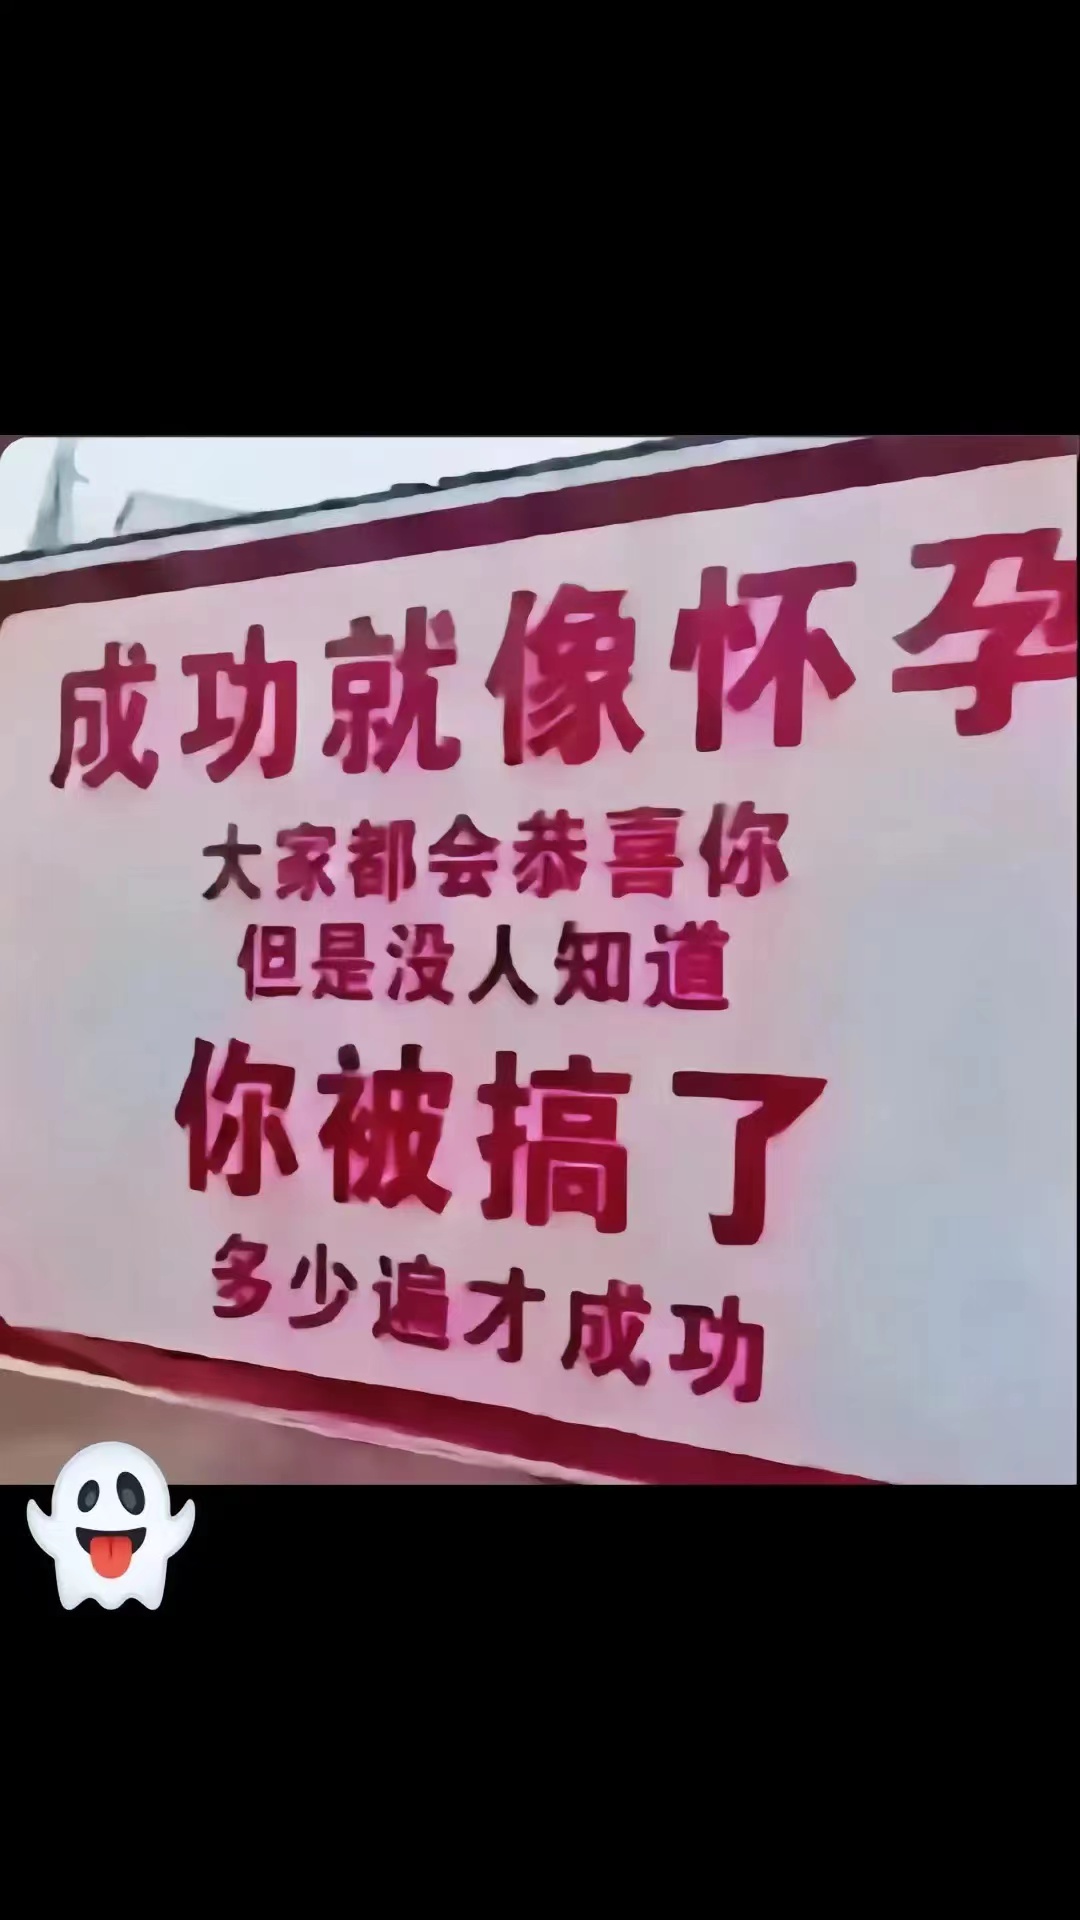 成功就像怀孕
大家都会恭喜你
但是没人知道
你被搞了
多少遍才成功